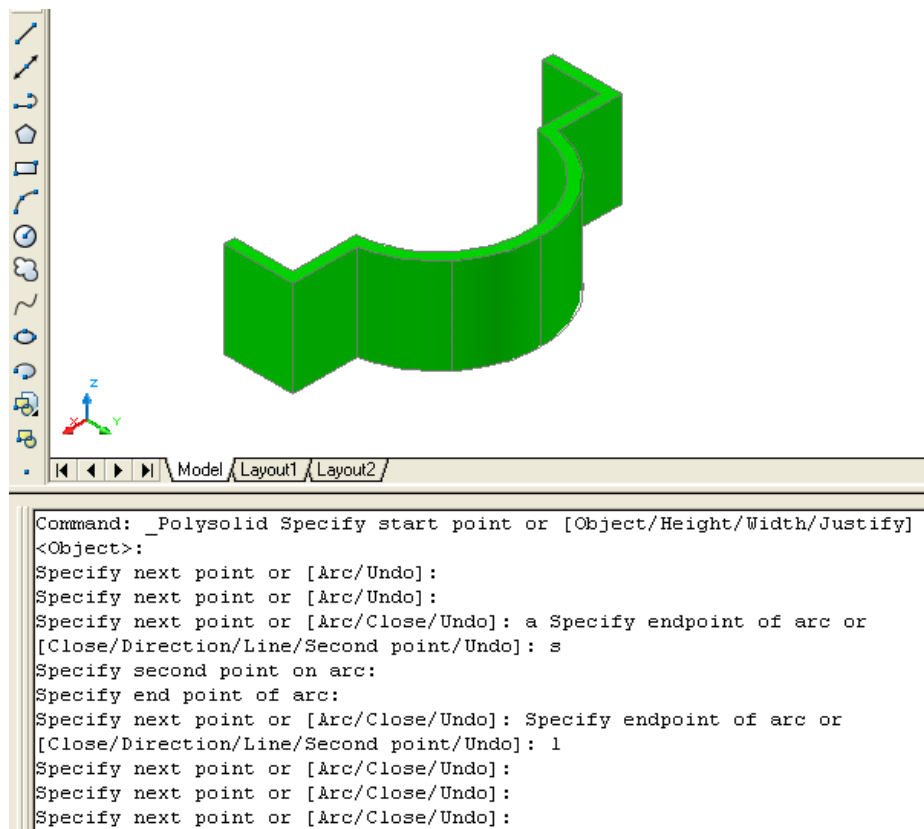 Z
X
Y
Model
Layout1
Layout2
Command: _Polysolid Specify start point or [Object/Height/Width/Justify]
<Object>:
Specify next point or [Arc/Undo]:
Specify next point or [Arc/Undo]:
Specify next point or [Arc/Close/Undo]: a Specify endpoint of arc or
[Close/Direction/Line/Second point/Undo]: s
Specify second point on arc:
Specify end point of arc:
Specify next point or [Arc/Close/Undo]: Specify endpoint of arc or
[Close/Direction/Line/Second point/Undo]: l
Specify next point or [Arc/Close/Undo]:
Specify next point or [Arc/Close/Undo]:
Specify next point or [Arc/Close/Undo]: